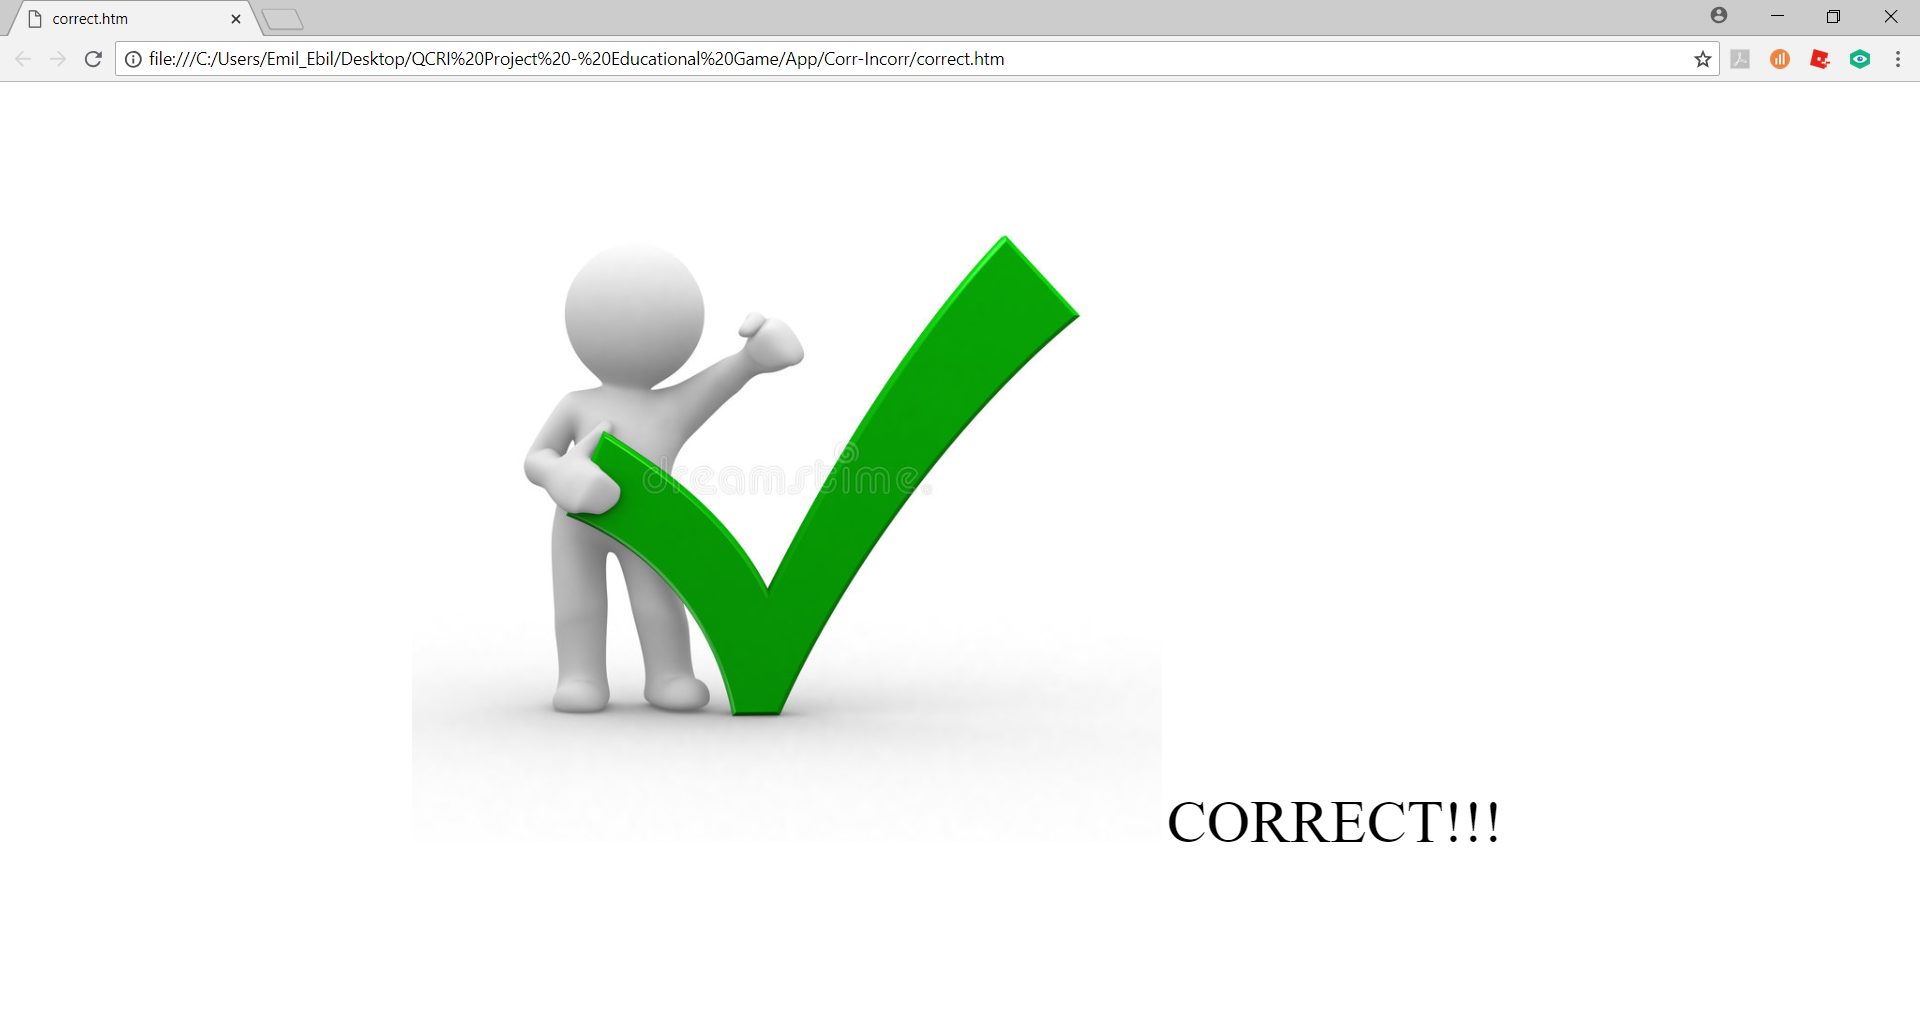 correct.htm
file:///C:/Users/Emil_Ebil/Desktop/QCRI%20Project%20-%20Educational%20Game/App/Corr-Incorr/correct.htm
dreamstime.
CORRECT!!!